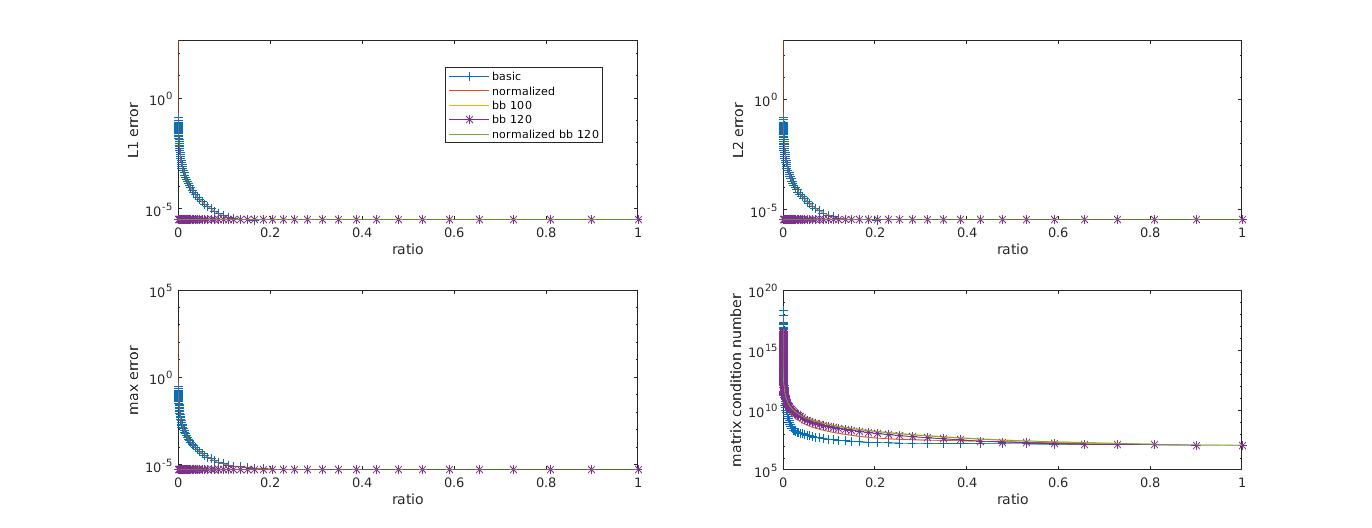 L1 error
10^0
10^-5
0 0.2 0.4 0.6 0.8 1
ratio
basic
normalized
bb 100
bb 120
normalized bb 120
L2 error
10^0
10^-5
0 0.2 0.4 0.6 0.8 1
ratio
max error
10^5
10^0
10^-5
0 0.2 0.4 0.6 0.8 1
ratio
matrix condition number
10^20
10^15
10^10
10^5
0 0.2 0.4 0.6 0.8 1
ratio